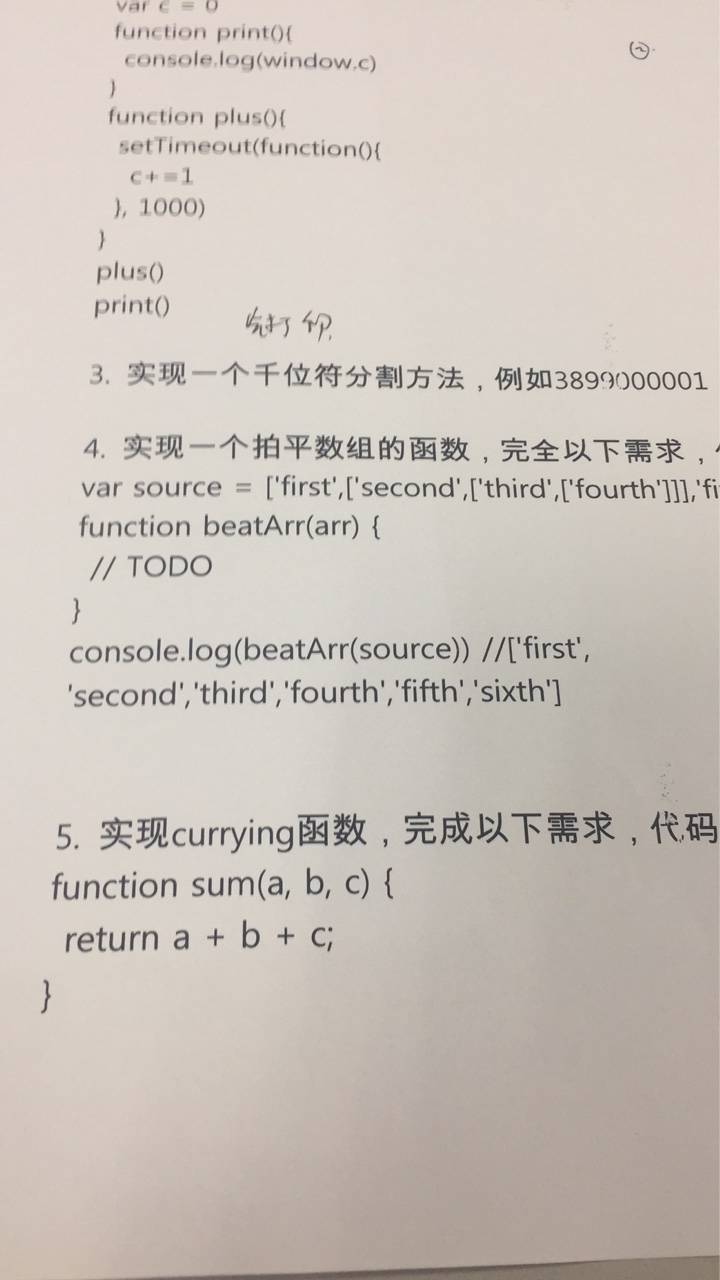 var c = 0
function print(){
console.log(window.c)
}
function plus(){
setTimeout(function(){
c+=1
}, 1000)
}
plus()
print()
打印
3. 实现一个千位符分割方法，例如3899000001
4. 实现一个拍平数组的函数，完全以下需求，
var source = ['first',['second',['third',['fourth']]],'fi
function beatArr(arr) {
// TODO
}
console.log(beatArr(source)) //['first',
'second','third','fourth','fifth','sixth']
5. 实现currying函数，完成以下需求，代码
function sum(a, b, c) {
return a + b + c;
}